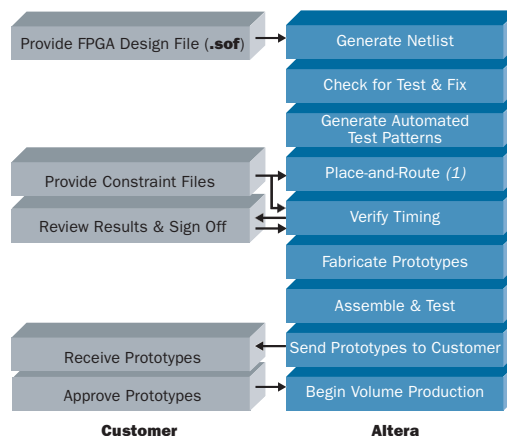 Provide FPGA Design File (.sof)
Generate Netlist
Check for Test & Fix
Generate Automated
Test Patterns
Provide Constraint Files
Place-and-Route (1)
Review Results & Sign Off
Verify Timing
Fabricate Prototypes
Assemble & Test
Receive Prototypes
Send Prototypes to Customer
Approve Prototypes
Begin Volume Production
Customer
Altera